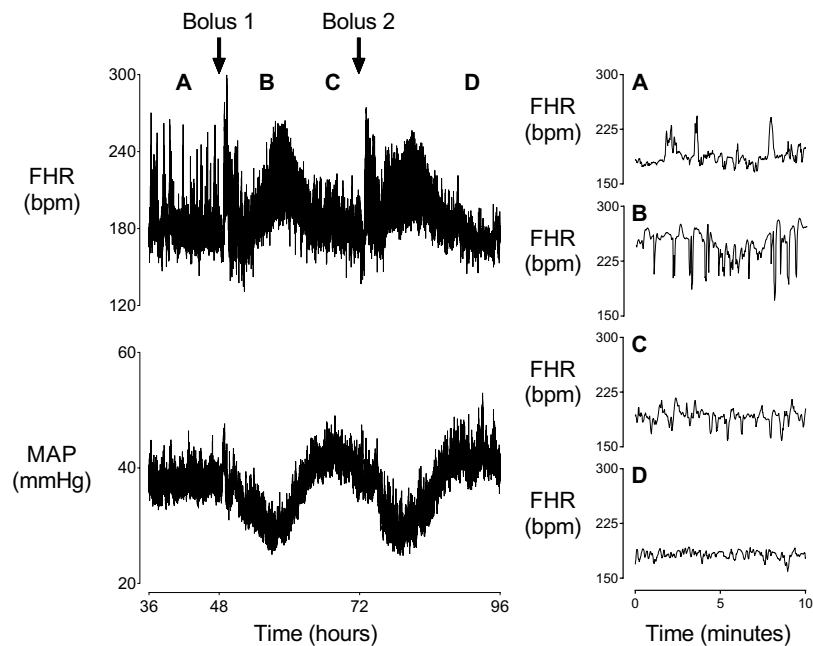 Bolus 1 Bolus 2
300 A B C D
240
FHR
(bpm)
180
120
60
MAP
(mmHg)
40
20
36 48 72 96
Time (hours)
300 A
FHR
(bpm)
225
150
300 B
FHR
(bpm)
225
150
300 C
FHR
(bpm)
225
150
300 D
FHR
(bpm)
225
150
0 5 10
Time (minutes)